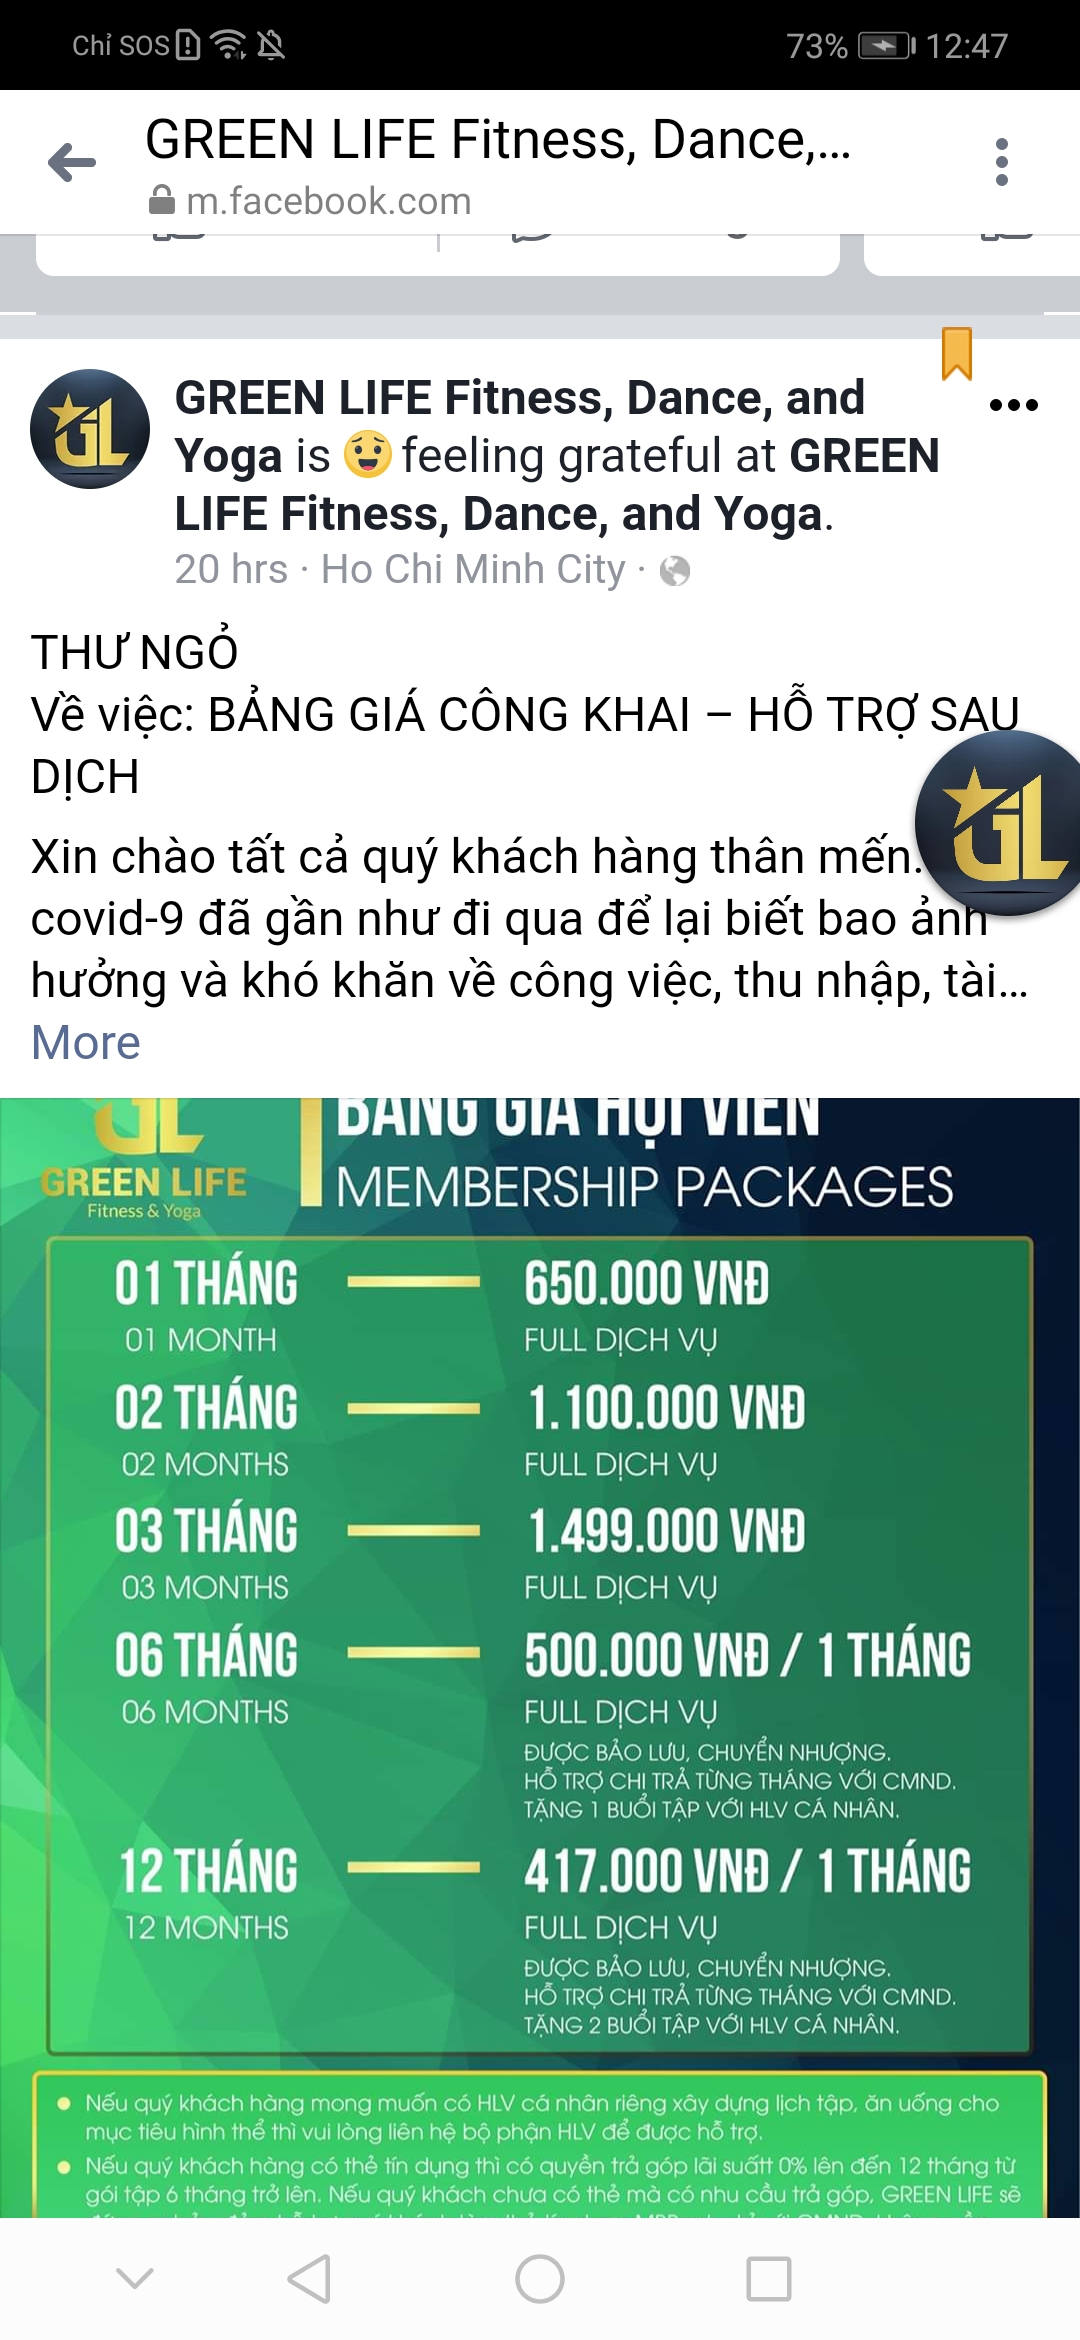 Chỉ SOS
73%
12:47
GREEN LIFE Fitness, Dance,...
m.facebook.com
GREEN LIFE Fitness, Dance, and
Yoga is feeling grateful at GREEN
LIFE Fitness, Dance, and Yoga.
20 hrs · Ho Chi Minh City ·
THƯ NGỎ
Về việc: BẢNG GIÁ CÔNG KHAI – HỖ TRỢ SAU
DỊCH
GL
Xin chào tất cả quý khách hàng thân mến.
covid-9 đã gần như đi qua để lại biết bao ảnh
hưởng và khó khăn về công việc, thu nhập, tài...
More
GL
GREEN LIFE
Fitness & Yoga
BẢNG GIÁ HỘI VIÊN
MEMBERSHIP PACKAGES
01 THÁNG
650.000 VNĐ
01 MONTH
FULL DỊCH VỤ
02 THÁNG
1.100.000 VNĐ
02 MONTHS
FULL DỊCH VỤ
03 THÁNG
1.499.000 VNĐ
03 MONTHS
FULL DỊCH VỤ
06 THÁNG
500.000 VNĐ / 1 THÁNG
06 MONTHS
FULL DỊCH VỤ
ĐƯỢC BẢO LƯU, CHUYỂN NHƯỢNG.
HỖ TRỢ CHI TRẢ TỪNG THÁNG VỚI CMND.
TẶNG 1 BUỔI TẬP VỚI HLV CÁ NHÂN.
12 THÁNG
417.000 VNĐ / 1 THÁNG
12 MONTHS
FULL DỊCH VỤ
ĐƯỢC BẢO LƯU, CHUYỂN NHƯỢNG.
HỖ TRỢ CHI TRẢ TỪNG THÁNG VỚI CMND.
TẶNG 2 BUỔI TẬP VỚI HLV CÁ NHÂN.
Nếu quý khách hàng mong muốn có HLV cá nhân riêng xây dựng lịch tập, ăn uống cho
mục tiêu hình thể thì vui lòng liên hệ bộ phận HLV để được hỗ trợ.
Nếu quý khách hàng có thẻ tín dụng thì có quyền trả góp lãi suấtt 0% lên đến 12 tháng từ
gói tập 6 tháng trở lên. Nếu quý khách chưa có thẻ mà có nhu cầu trả góp, GREEN LIFE sẽ